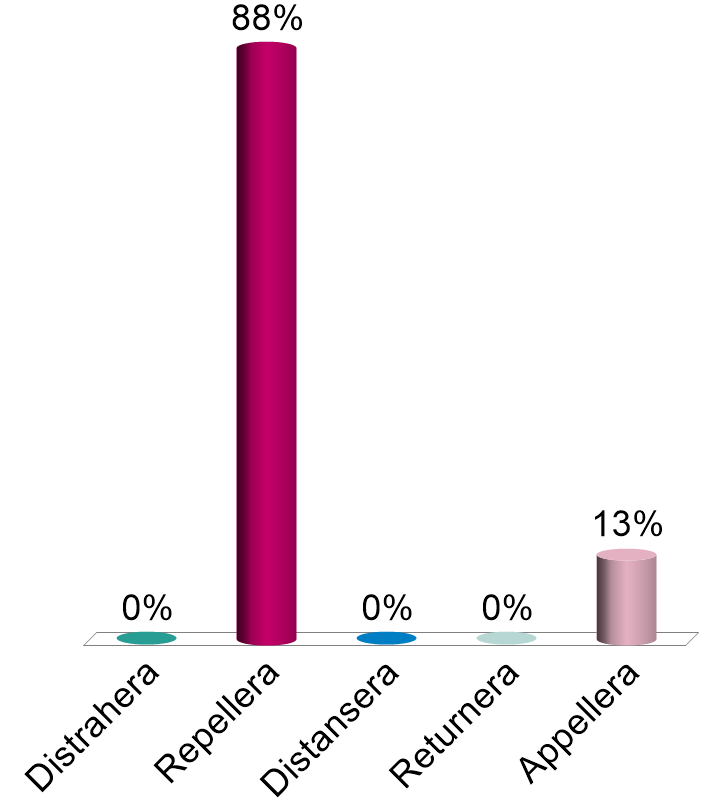 88%
13%
0%
0%
0%
Distrahera
Repellera
Distansera
Returnera
Appellera